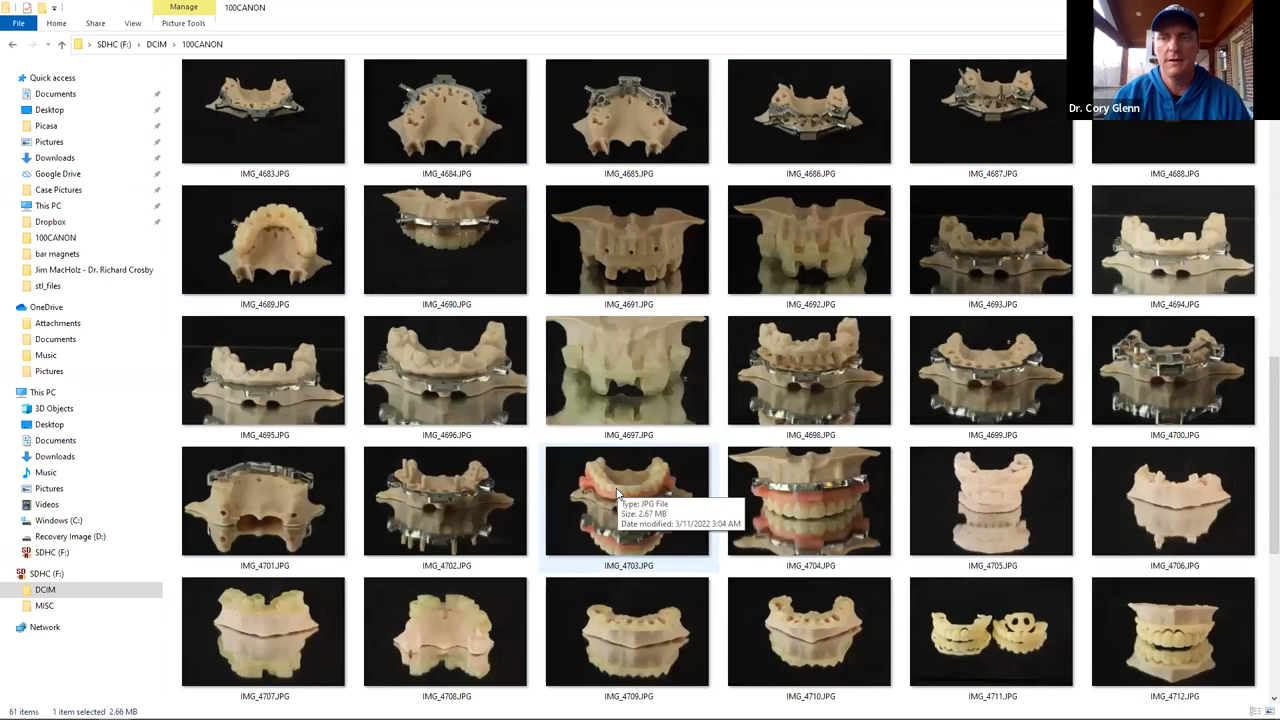 Manage
100CANON
File
Home
Share
View
Picture Tools
SDHC (F:)
DCIM
100CANON
Dr. Cory Glenn
Quick access
Documents
Desktop
Picasa
Pictures
Downloads
Google Drive
Case Pictures
This PC
Dropbox
100CANON
bar magnets
Jim MacHolz - Dr. Richard Crosby
stl_files
OneDrive
Attachments
Documents
Music
Pictures
This PC
3D Objects
Desktop
Documents
Downloads
Music
Pictures
Videos
Windows (C:)
Recovery Image (D:)
SDHC (F:)
SDHC (F:)
DCIM
MISC
Network
IMG_4683.JPG
IMG_4684.JPG
IMG_4685.JPG
IMG_4686.JPG
IMG_4687.JPG
IMG_4688.JPG
IMG_4689.JPG
IMG_4690.JPG
IMG_4691.JPG
IMG_4692.JPG
IMG_4693.JPG
IMG_4694.JPG
IMG_4695.JPG
IMG_4696.JPG
IMG_4697.JPG
IMG_4698.JPG
IMG_4699.JPG
IMG_4700.JPG
Type: JPG File
Size: 2.67 MB
Date modified: 3/11/2022 3:04 AM
IMG_4701.JPG
IMG_4702.JPG
IMG_4703.JPG
IMG_4704.JPG
IMG_4705.JPG
IMG_4706.JPG
IMG_4707.JPG
IMG_4708.JPG
IMG_4709.JPG
IMG_4710.JPG
IMG_4711.JPG
IMG_4712.JPG
61 items
1 item selected 2.66 MB